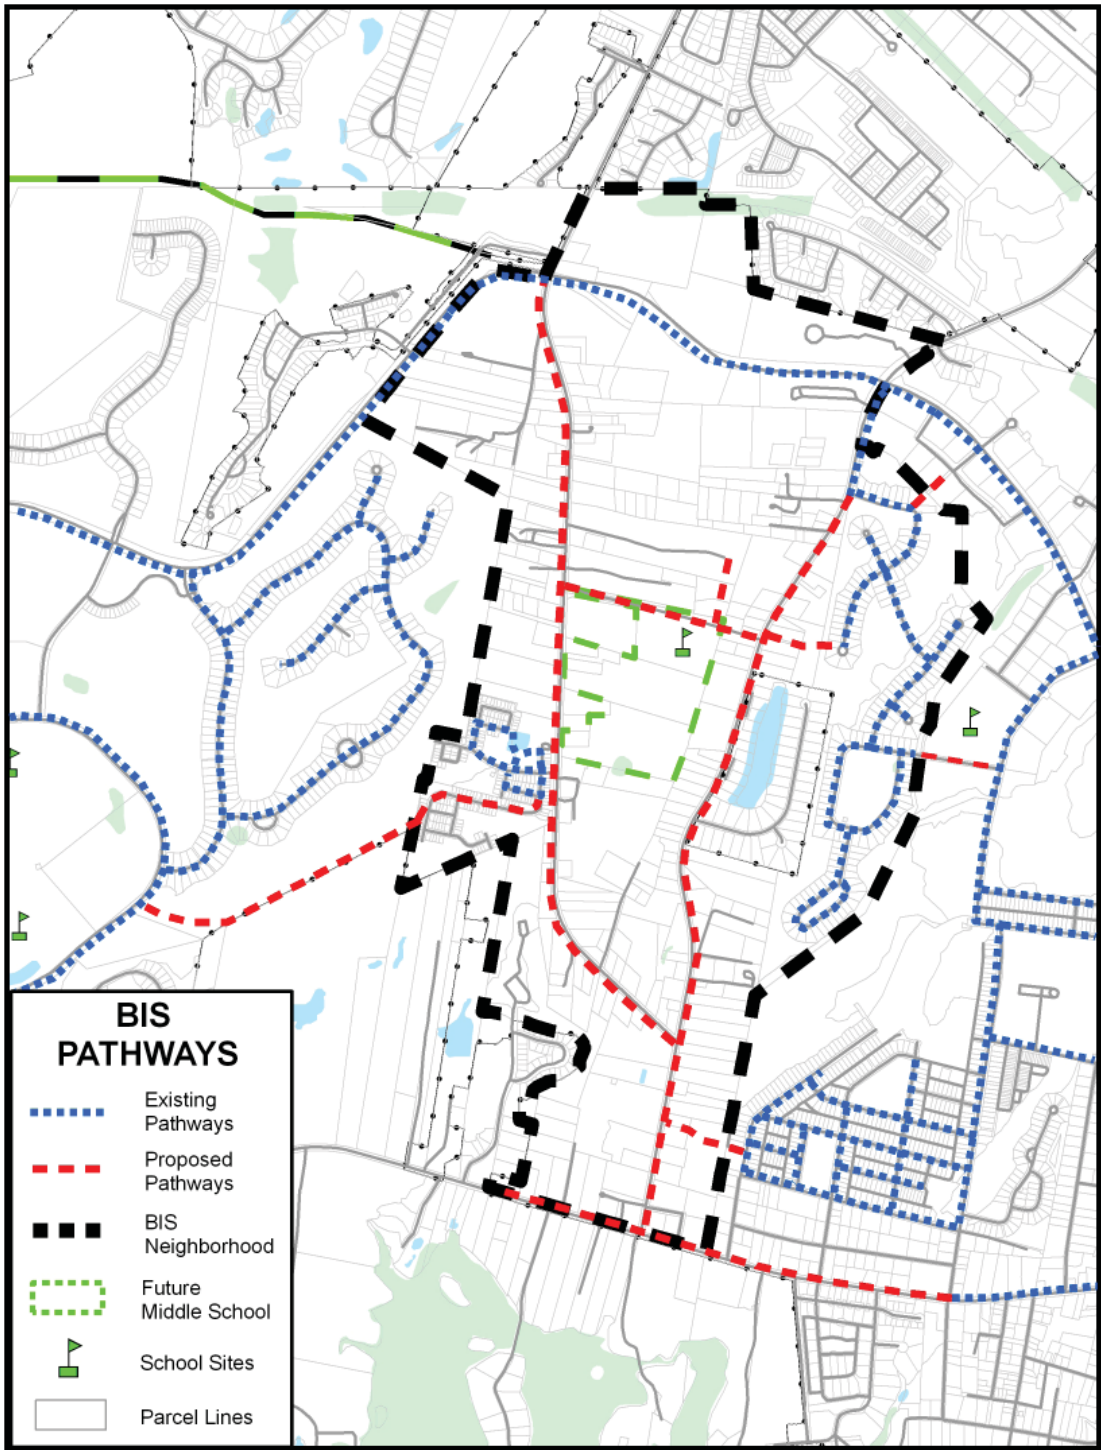 BIS
PATHWAYS
Existing
Pathways
Proposed
Pathways
BIS
Neighborhood
Future
Middle School
School Sites
Parcel Lines